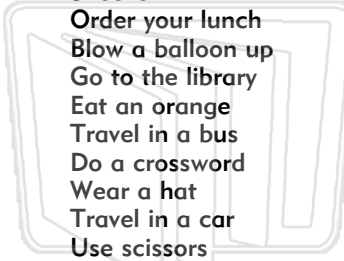 Order your lunch
Blow a balloon up
Go to the library
Eat an orange
Travel in a bus
Do a crossword
Wear a hat
Travel in a car
Use scissors